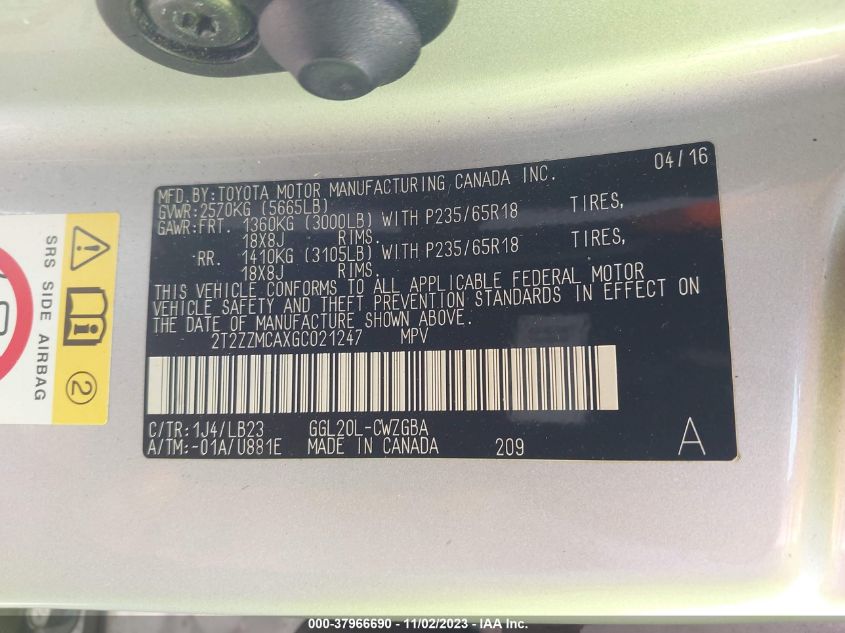 MFD. BY: TOYOTA MOTOR MANUFACTURING CANADA INC. 04/16
GVWR: 2570KG (5665LB)
GAWR: FRT. 1360KG (3000LB) WITH P235/65R18 TIRES,
18X8J RIMS.
RR. 1410KG (3105LB) WITH P235/65R18 TIRES,
18X8J RIMS.
THIS VEHICLE CONFORMS TO ALL APPLICABLE FEDERAL MOTOR
VEHICLE SAFETY AND THEFT PREVENTION STANDARDS IN EFFECT ON
THE DATE OF MANUFACTURE SHOWN ABOVE.
2T2ZZMCAXGC021247 MPV
C/TR: 1J4/LB23 GGL20L-CWZGBA
A/TM: -01A/U881E MADE IN CANADA 209 A
SRS SIDE AIRBAG
2
000-37966690 - 11/02/2023 - IAA Inc.